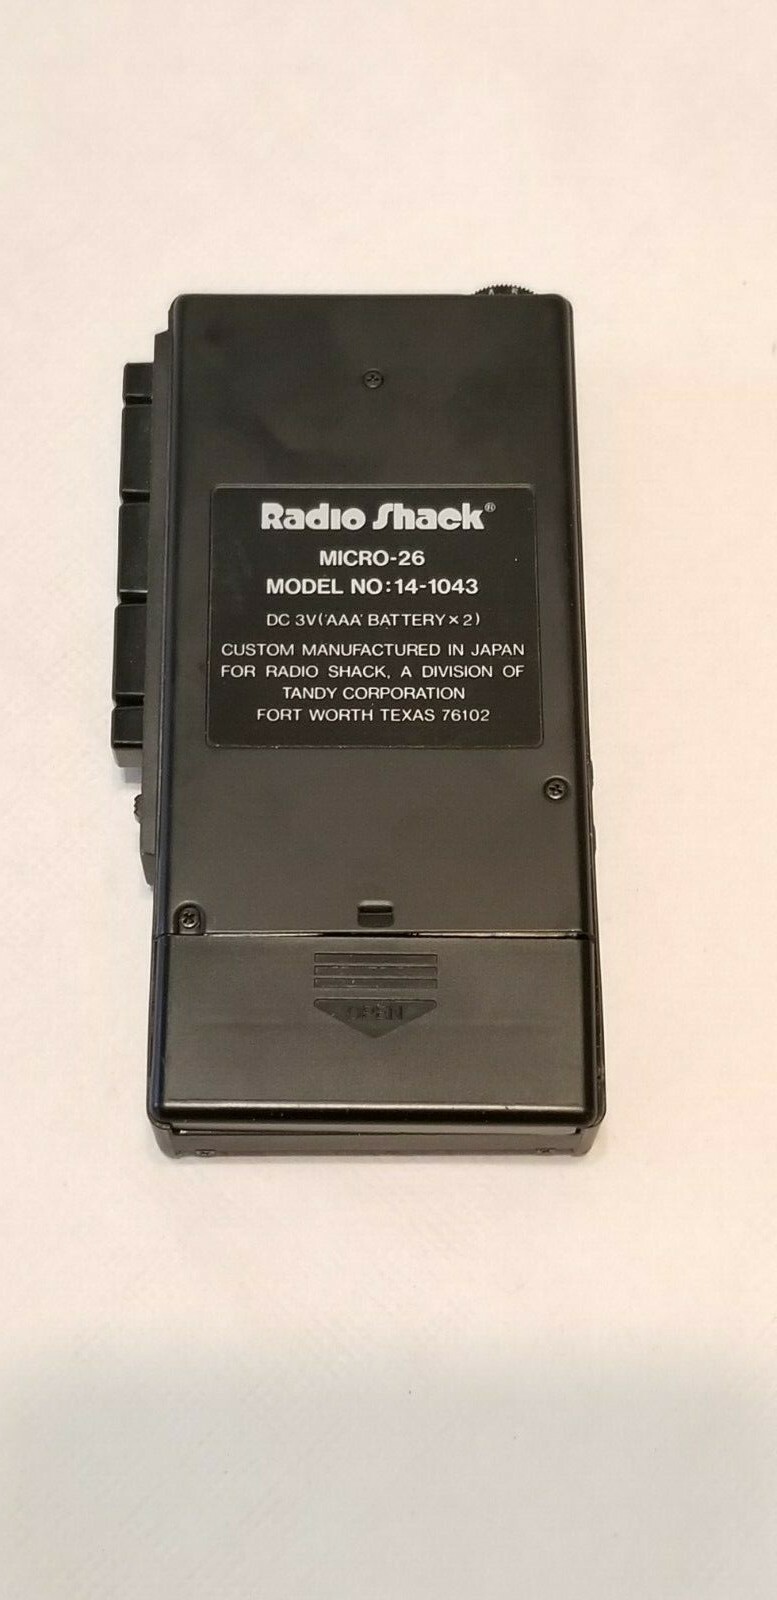 Radio Shack®
MICRO-26
MODEL NO:14-1043
DC 3V('AAA' BATTERY×2)
CUSTOM MANUFACTURED IN JAPAN
FOR RADIO SHACK, A DIVISION OF
TANDY CORPORATION
FORT WORTH TEXAS 76102
OPEN